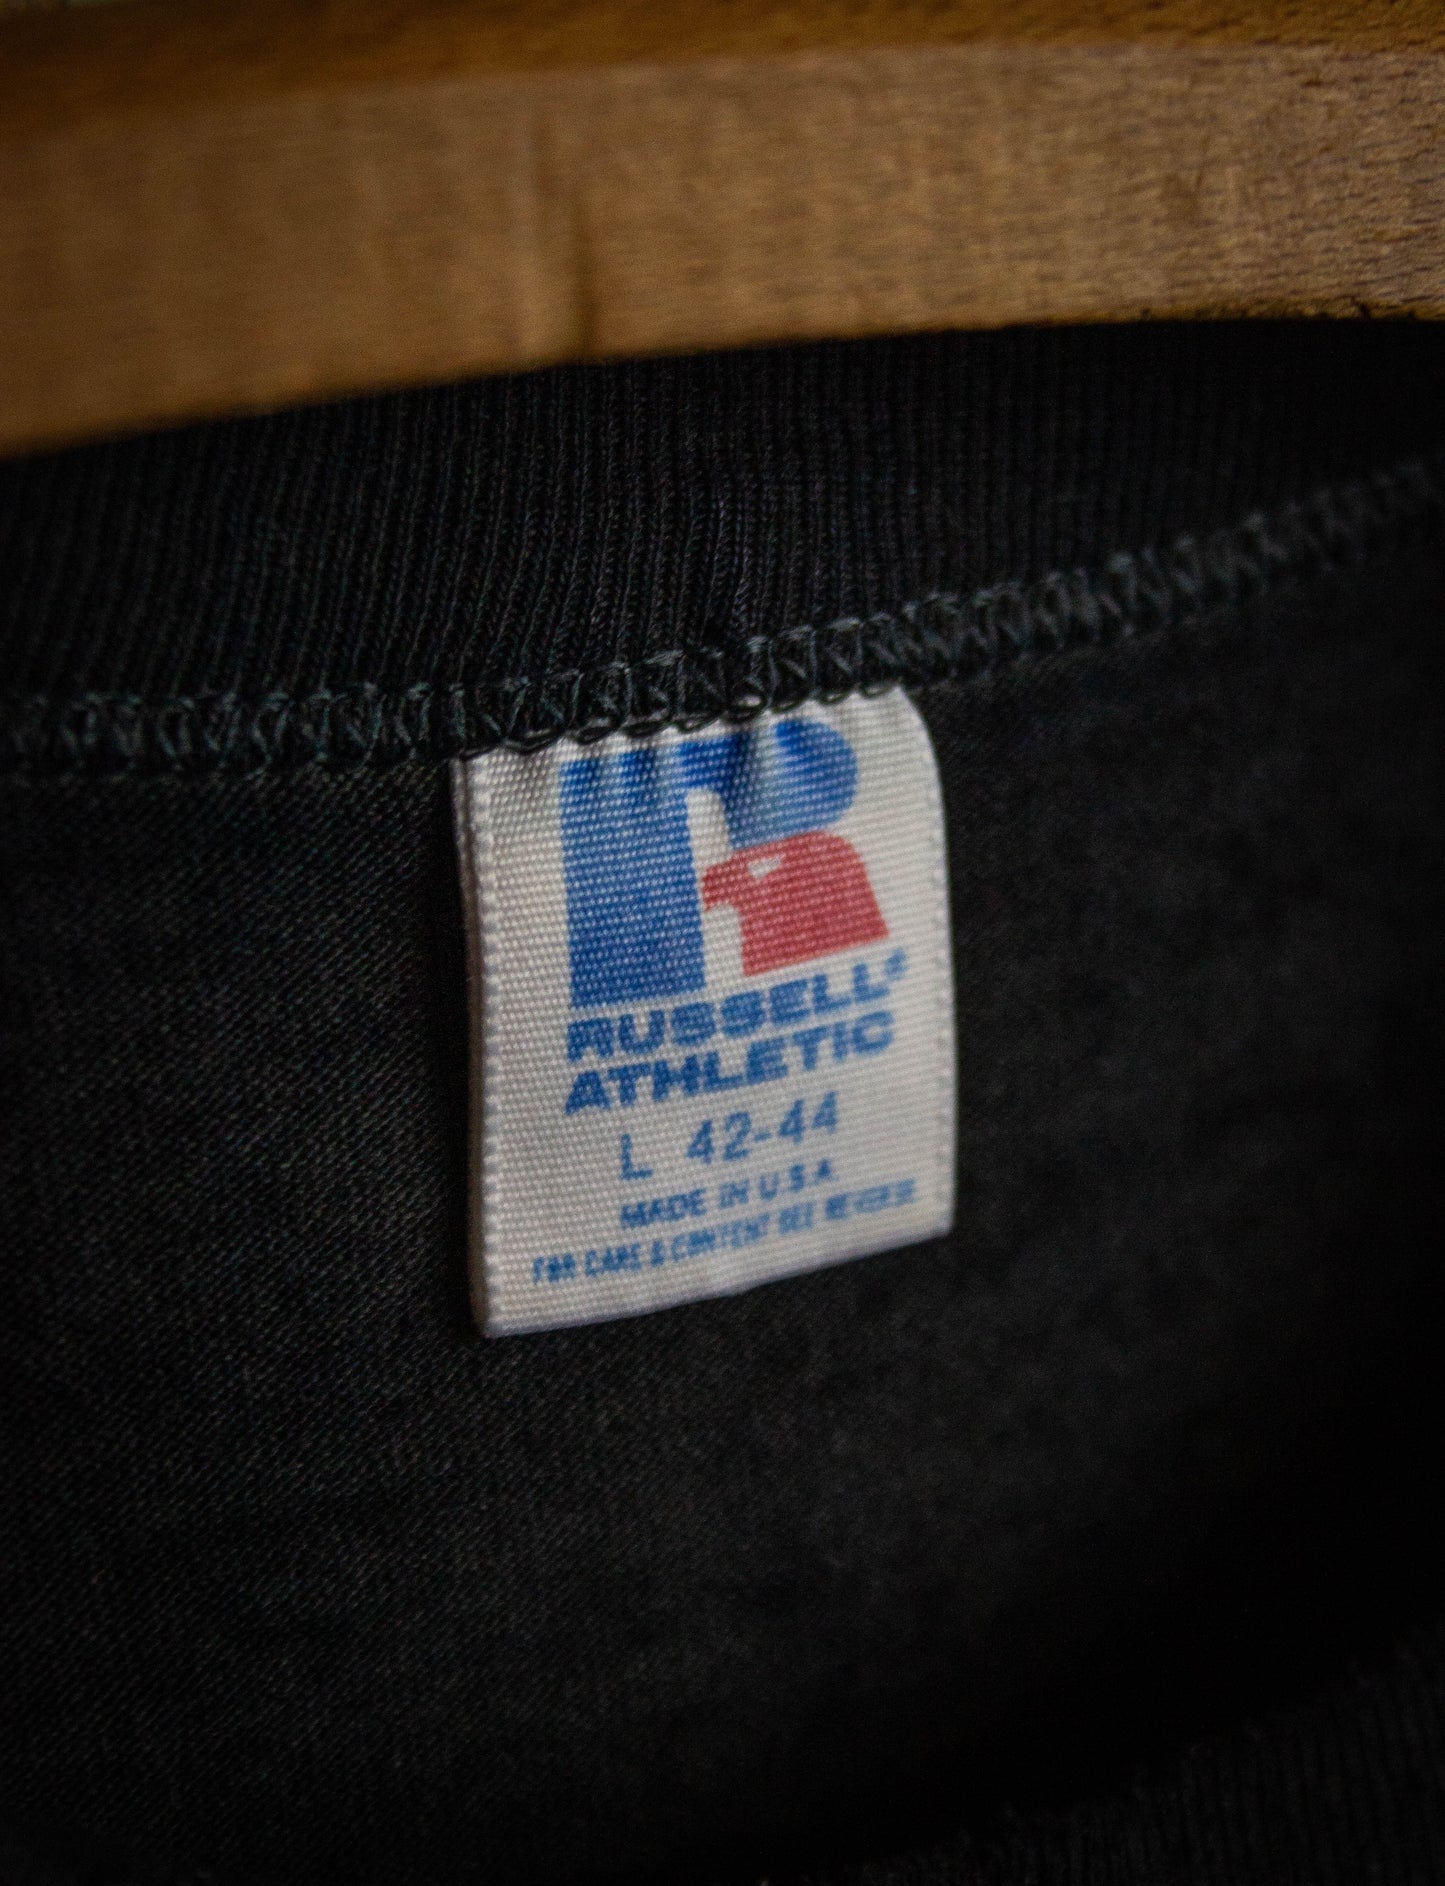 R
RUSSELL®
ATHLETIC
L 42-44
MADE IN U.S.A.
FOR CARE & CONTENT SEE REVERSE